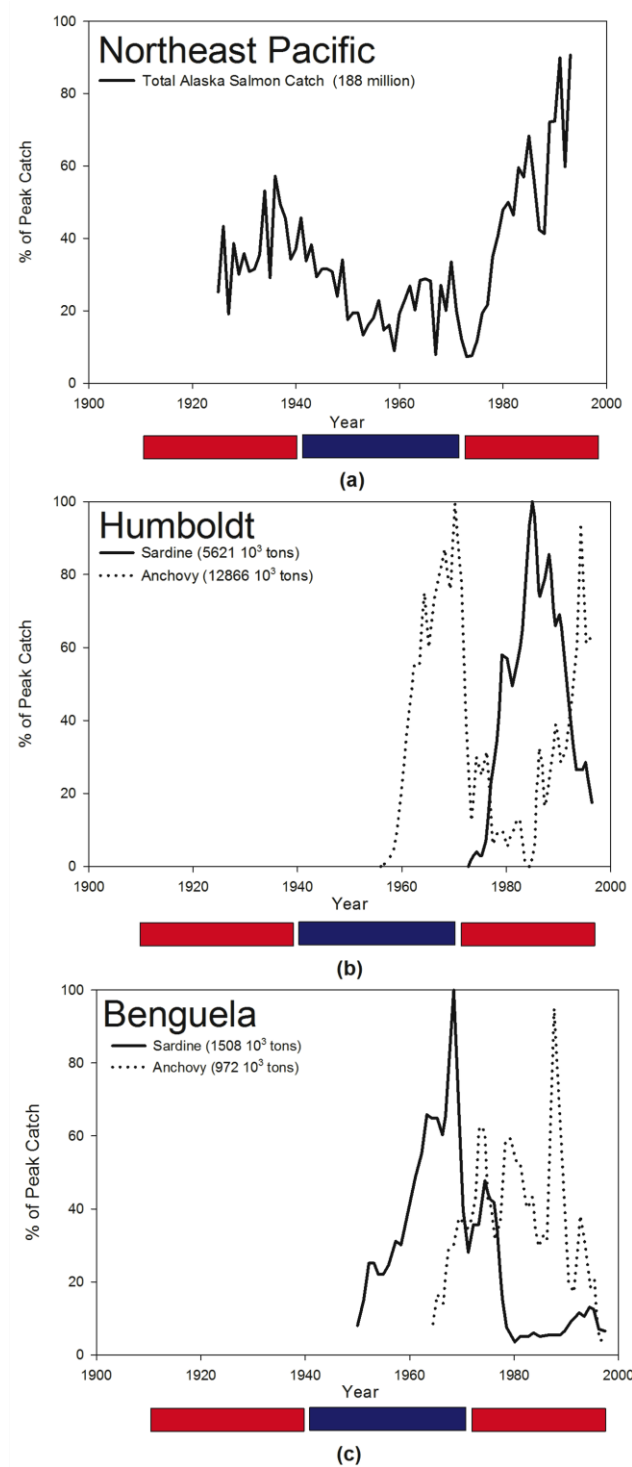 Northeast Pacific
Total Alaska Salmon Catch (188 million)
100
80
60
40
20
0
% of Peak Catch
1900 1920 1940 1960 1980 2000
Year
(a)
Humboldt
Sardine (5621 10³ tons)
Anchovy (12866 10³ tons)
100
80
60
40
20
0
% of Peak Catch
1900 1920 1940 1960 1980 2000
Year
(b)
Benguela
Sardine (1508 10³ tons)
Anchovy (972 10³ tons)
100
80
60
40
20
0
% of Peak Catch
1900 1920 1940 1960 1980 2000
Year
(c)